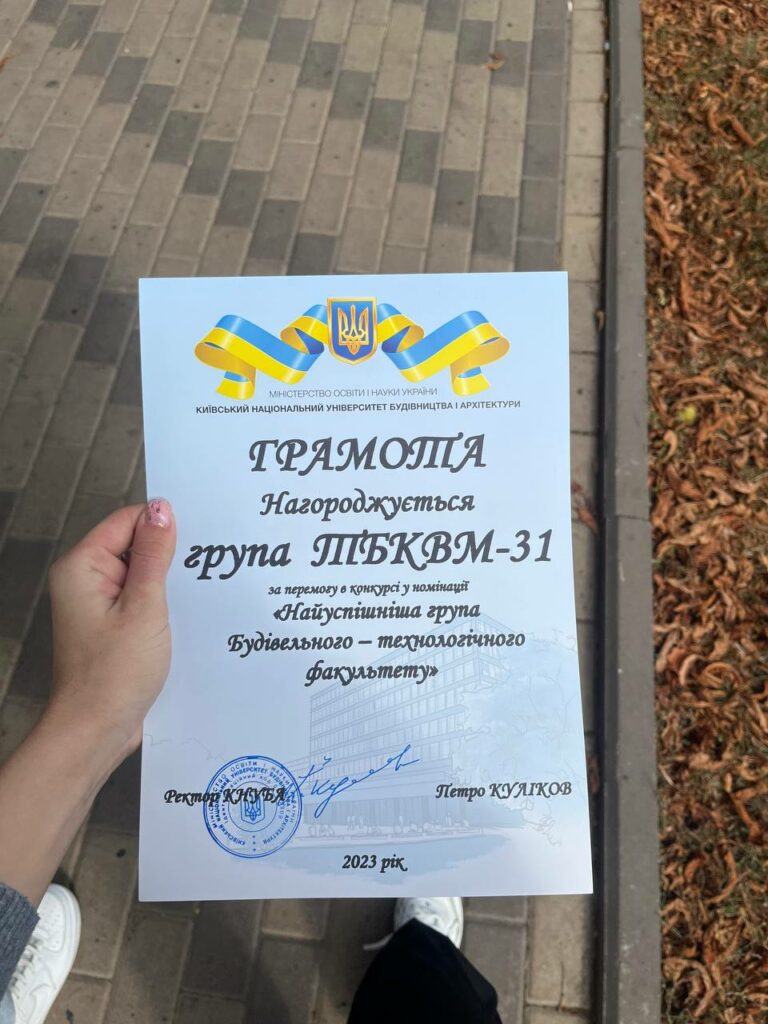 МІНІСТЕРСТВО ОСВІТИ І НАУКИ УКРАЇНИ
КИЇВСЬКИЙ НАЦІОНАЛЬНИЙ УНІВЕРСИТЕТ БУДІВНИЦТВА І АРХІТЕКТУРИ
ГРАМОТА
Нагороджується
група ТБКВМ-31
за перемогу в конкурсі у номінації
«Найуспішніша група
Будівельного – технологічного
факультету»
Ректор КНУБА
Петро КУЛІКОВ
2023 рік